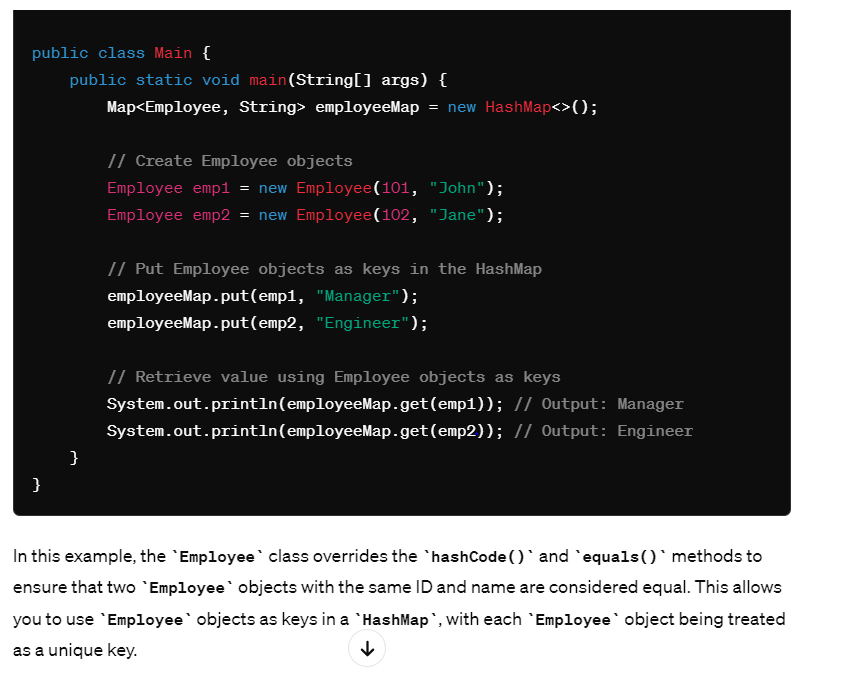 public class Main {
    public static void main(String[] args) {
        Map<Employee, String> employeeMap = new HashMap<>();
        // Create Employee objects
        Employee emp1 = new Employee(101, "John");
        Employee emp2 = new Employee(102, "Jane");
        // Put Employee objects as keys in the HashMap
        employeeMap.put(emp1, "Manager");
        employeeMap.put(emp2, "Engineer");
        // Retrieve value using Employee objects as keys
        System.out.println(employeeMap.get(emp1)); // Output: Manager
        System.out.println(employeeMap.get(emp2)); // Output: Engineer
    }
}
In this example, the `Employee` class overrides the `hashCode()` and `equals()` methods to
ensure that two `Employee` objects with the same ID and name are considered equal. This allows
you to use `Employee` objects as keys in a `HashMap`, with each `Employee` object being treated
as a unique key.